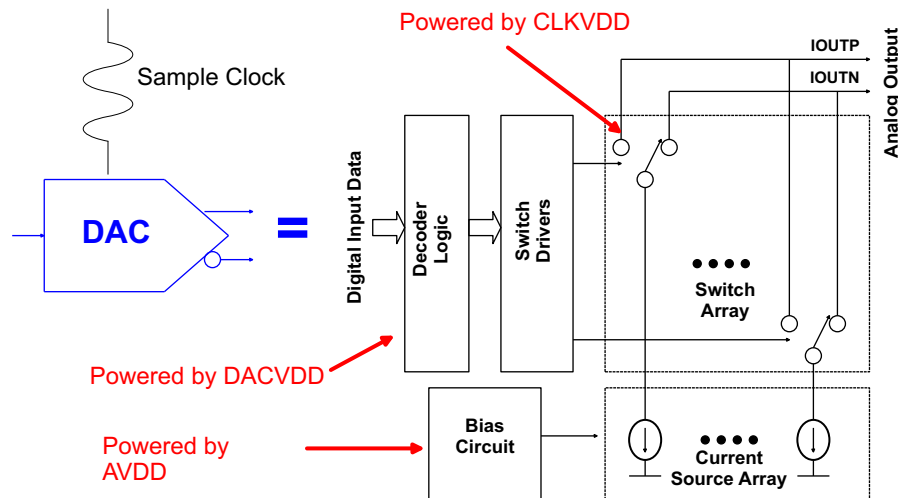 Powered by CLKVDD
IOUTP
IOUTN
Analog Output
Sample Clock
DAC
=
Digital Input Data
Decoder
Logic
Switch
Drivers
Switch
Array
Powered by DACVDD
Powered by
AVDD
Bias
Circuit
Current
Source Array